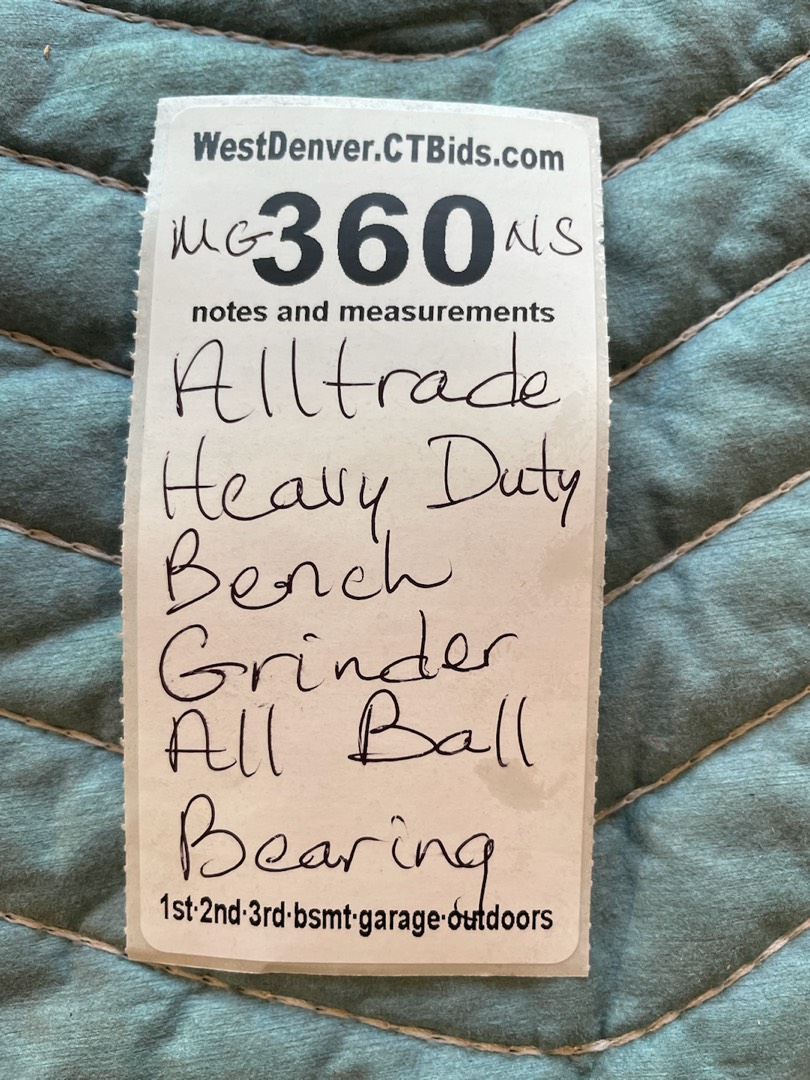 WestDenver.CTBids.com
MG 360 NS
notes and measurements
Alltrade
Heavy Duty
Bench
Grinder
All Ball
Bearing
1st·2nd·3rd·bsmt·garage·outdoors